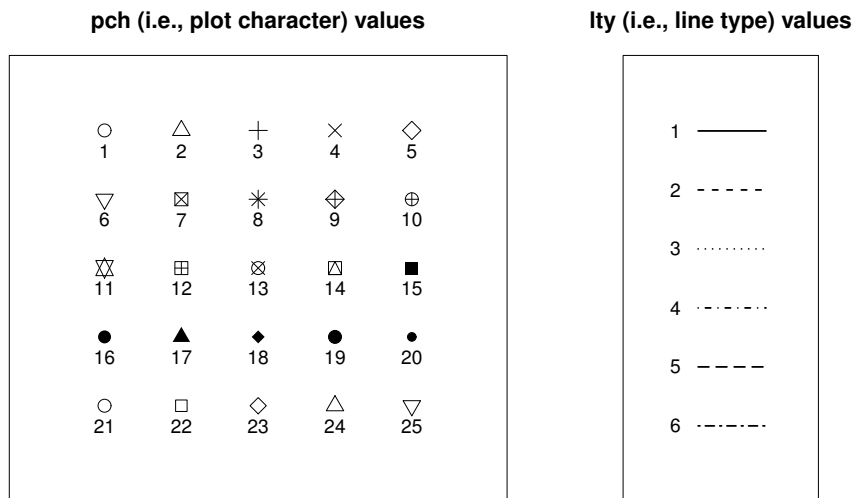 pch (i.e., plot character) values
1 2 3 4 5
6 7 8 9 10
11 12 13 14 15
16 17 18 19 20
21 22 23 24 25
lty (i.e., line type) values
1
2
3
4
5
6